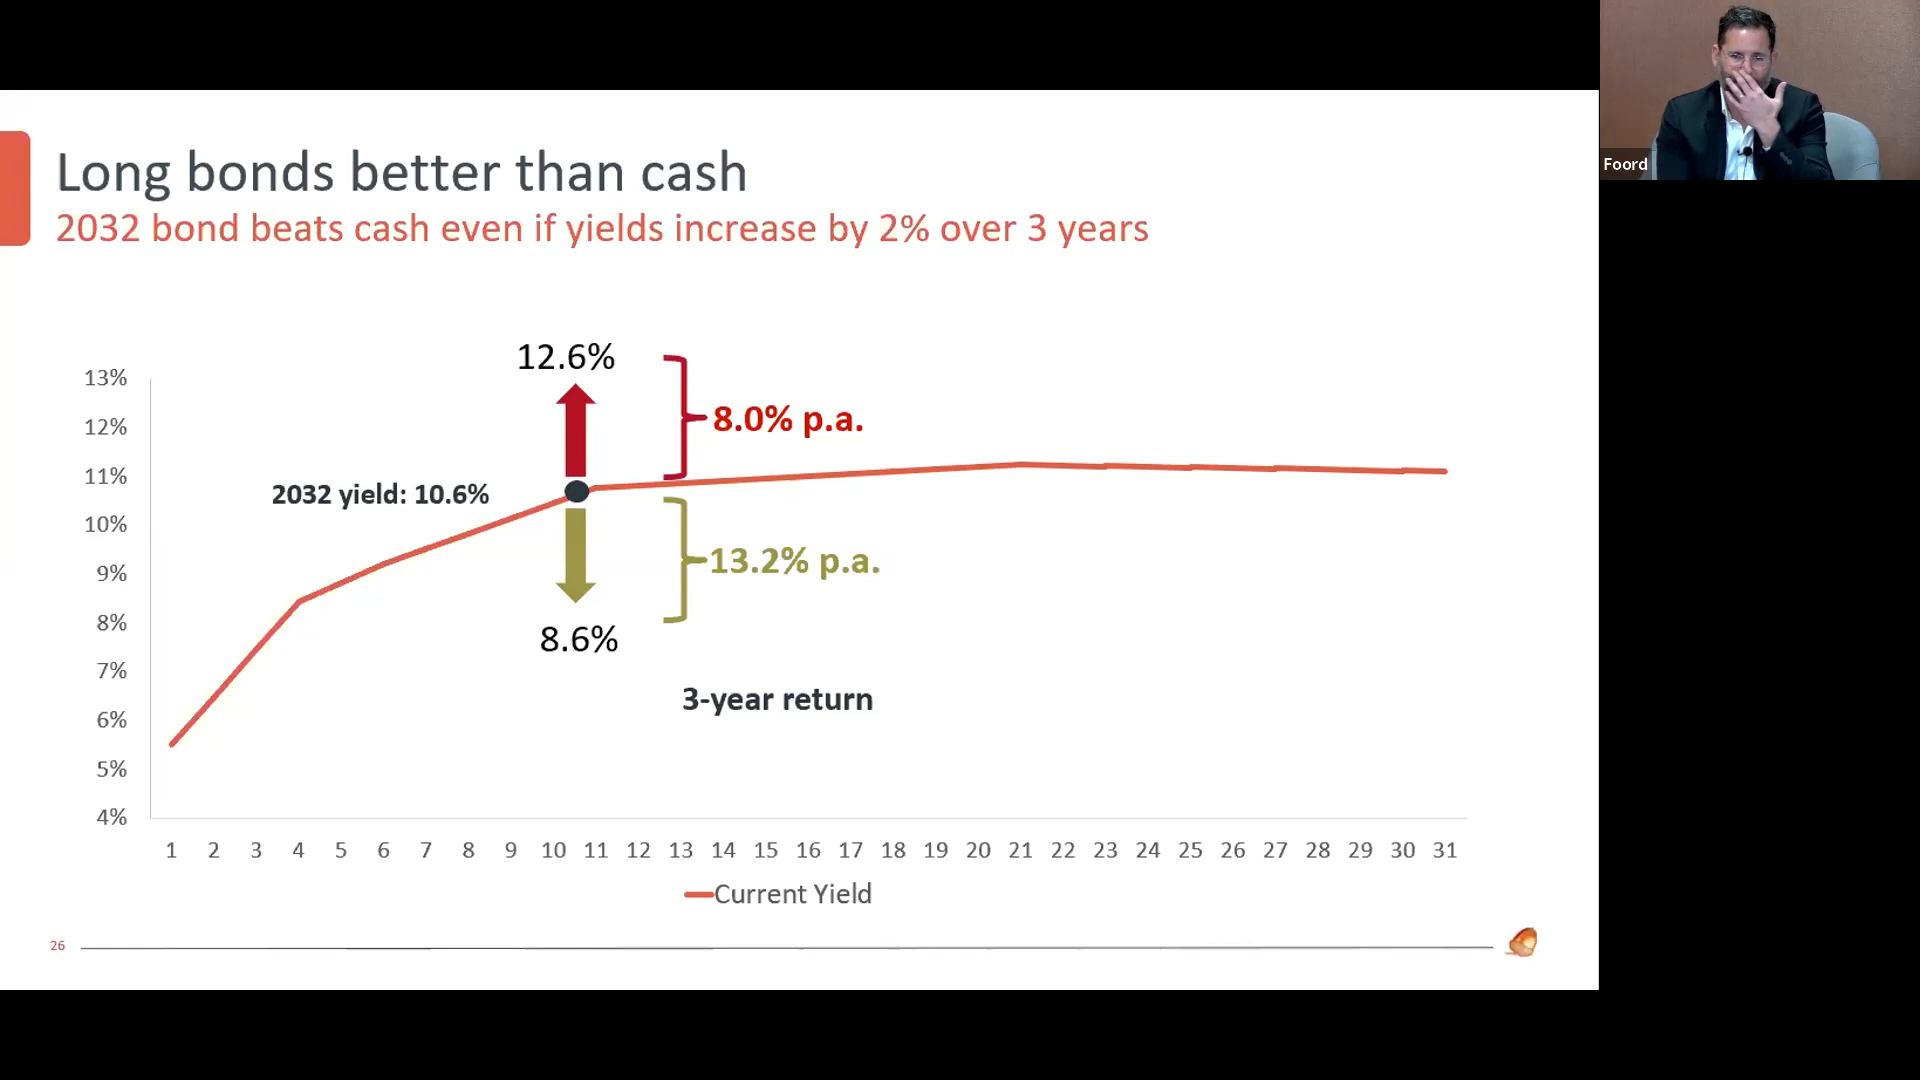 Foord
Long bonds better than cash
2032 bond beats cash even if yields increase by 2% over 3 years
12.6%
13%
8.0% p.a.
12%
11%
2032 yield: 10.6%
10%
13.2% p.a.
9%
8%
8.6%
7%
3-year return
6%
5%
4%
1 2 3 4 5 6 7 8 9 10 11 12 13 14 15 16 17 18 19 20 21 22 23 24 25 26 27 28 29 30 31
Current Yield
26